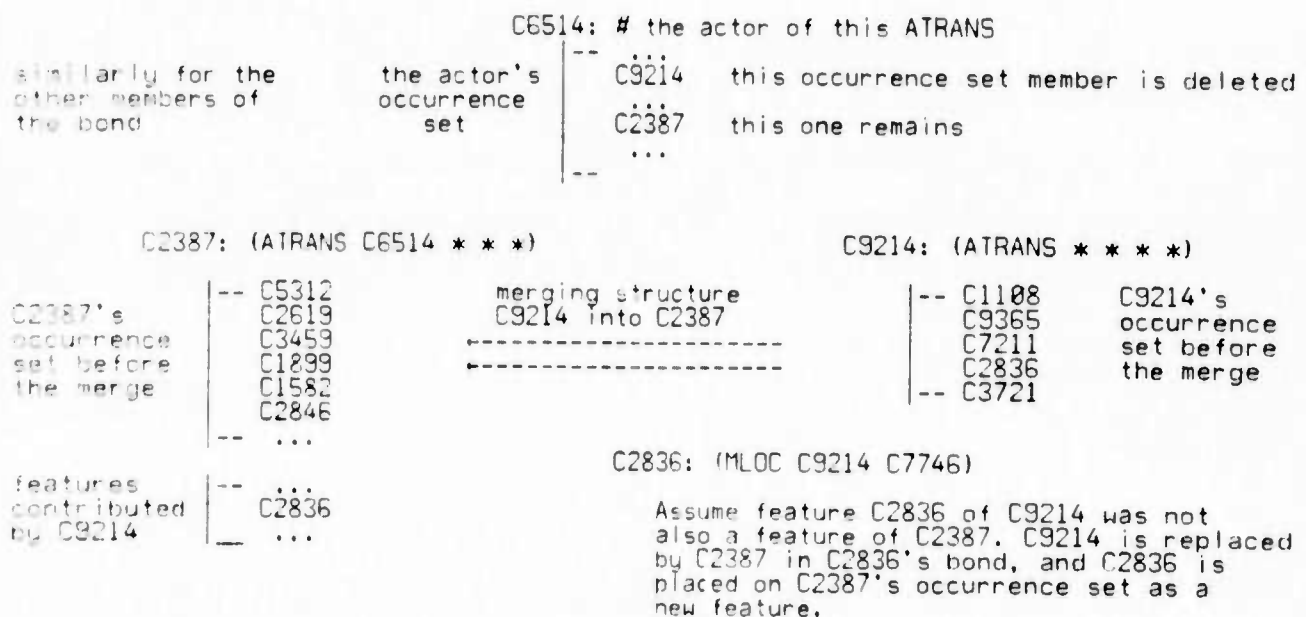 C6514: # the actor of this ATRANS
similarly for the other members of the bond
the actor's occurrence set
...
C9214 this occurrence set member is deleted
...
C2387 this one remains
...
C2387: (ATRANS C6514 * * *)
C9214: (ATRANS * * * *)
C2387's
occurrence
set before
the merge
C5312
C2619
C3459
C1899
C1582
C2846
...
merging structure
C9214 into C2387
C1108
C9365
C7211
C2836
C3721
C9214's
occurrence
set before
the merge
features
contributed
by C9214
...
C2836
...
C2836: (MLOC C9214 C7746)
Assume feature C2836 of C9214 was not
also a feature of C2387. C9214 is replaced
by C2387 in C2836's bond, and C2836 is
placed on C2387's occurrence set as a
new feature.